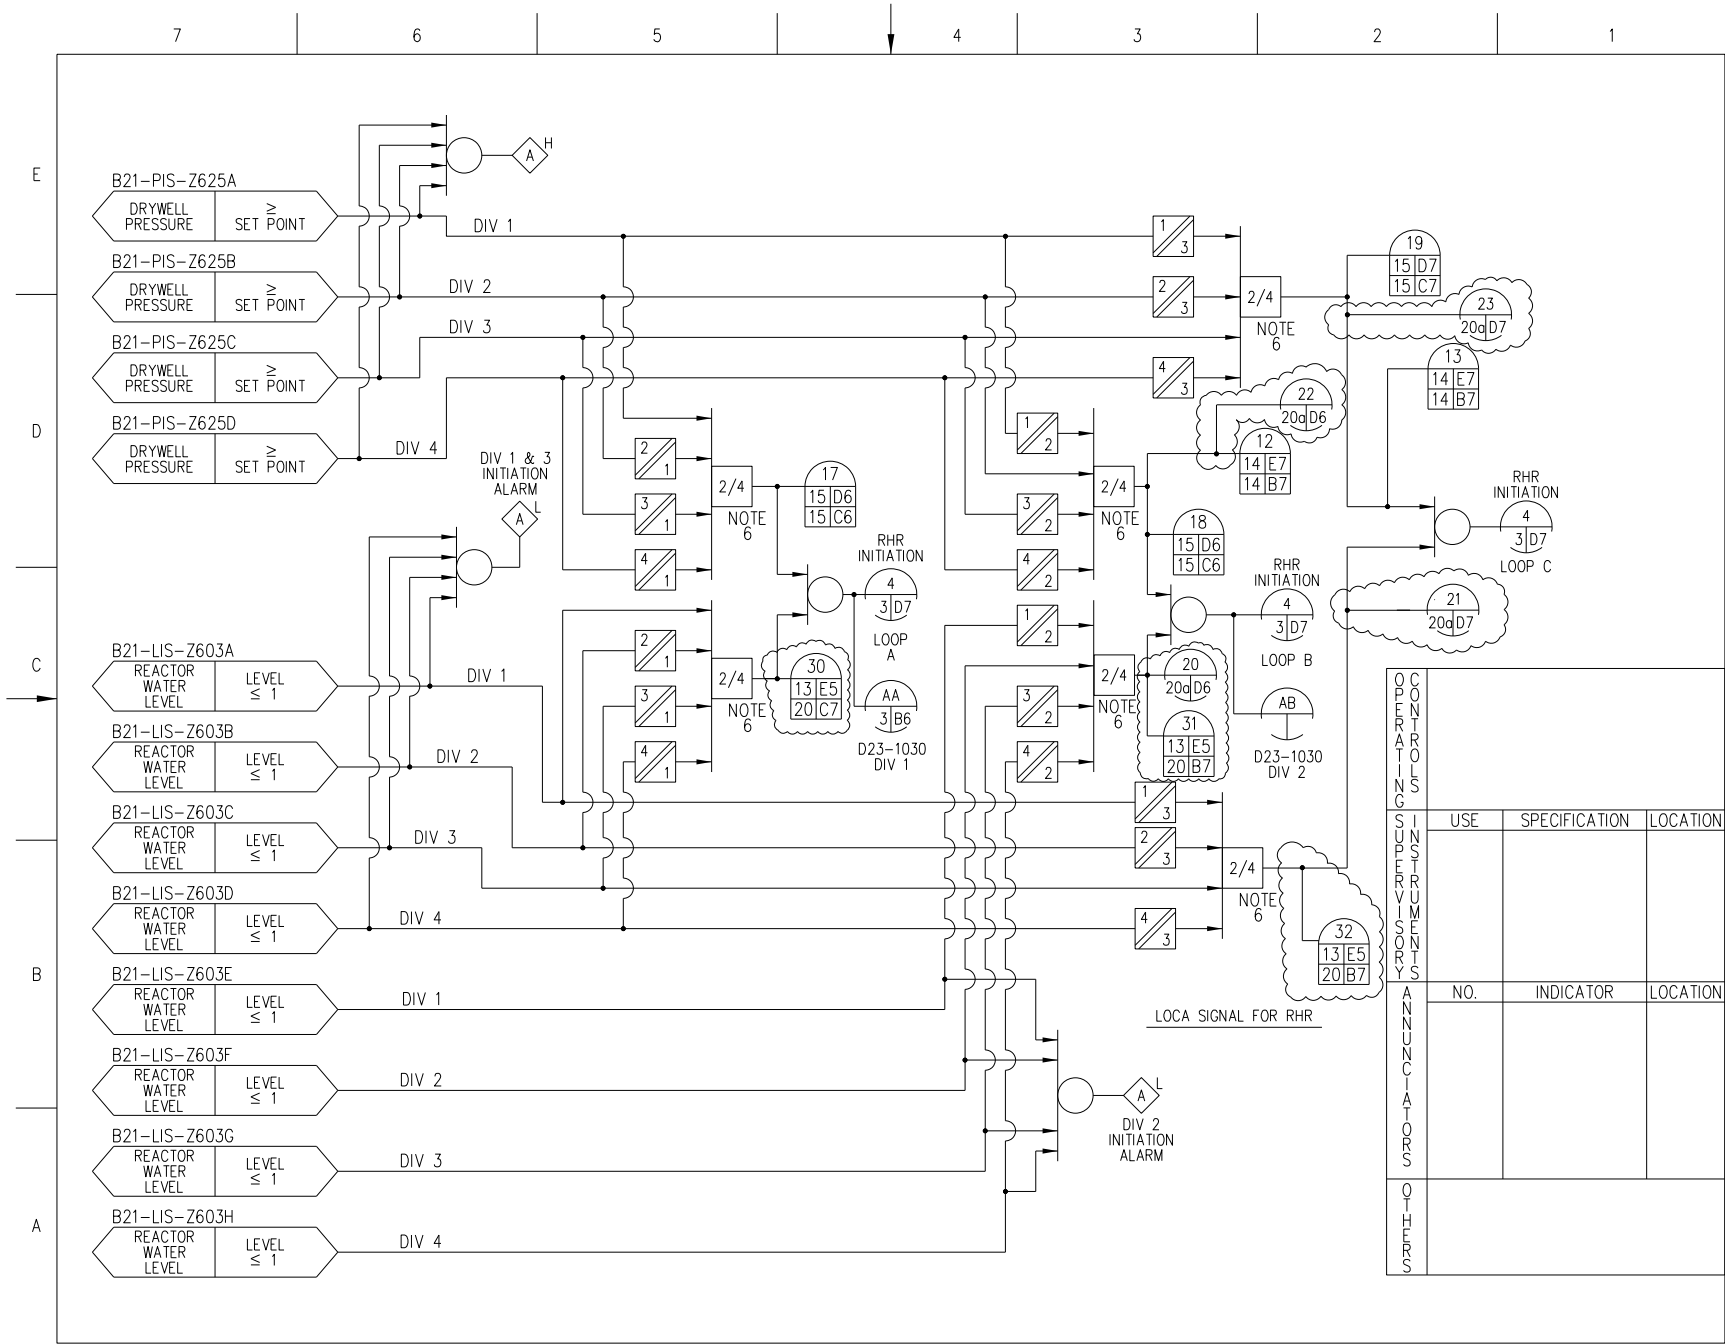 7 6 5 4 3 2 1
E
D
C
B
A
B21-PIS-Z625A
DRYWELL PRESSURE
≥ SET POINT
DIV 1
B21-PIS-Z625B
DRYWELL PRESSURE
≥ SET POINT
DIV 2
B21-PIS-Z625C
DRYWELL PRESSURE
≥ SET POINT
DIV 3
B21-PIS-Z625D
DRYWELL PRESSURE
≥ SET POINT
DIV 4
A H
DIV 1 & 3
INITIATION
ALARM
A L
B21-LIS-Z603A
REACTOR
WATER
LEVEL
LEVEL
≤ 1
DIV 1
B21-LIS-Z603B
REACTOR
WATER
LEVEL
LEVEL
≤ 1
DIV 2
B21-LIS-Z603C
REACTOR
WATER
LEVEL
LEVEL
≤ 1
DIV 3
B21-LIS-Z603D
REACTOR
WATER
LEVEL
LEVEL
≤ 1
DIV 4
B21-LIS-Z603E
REACTOR
WATER
LEVEL
LEVEL
≤ 1
DIV 1
B21-LIS-Z603F
REACTOR
WATER
LEVEL
LEVEL
≤ 1
DIV 2
B21-LIS-Z603G
REACTOR
WATER
LEVEL
LEVEL
≤ 1
DIV 3
B21-LIS-Z603H
REACTOR
WATER
LEVEL
LEVEL
≤ 1
DIV 4
2 1
3 1
4 1
2/4
NOTE
6
17
15 D6
15 C6
2 1
3 1
4 1
2/4
NOTE
6
30
13 E5
20 C7
RHR
INITIATION
4
3 D7
LOOP
A
AA
3 B6
D23-1030
DIV 1
1 2
3 2
4 2
2/4
NOTE
6
22
20a D6
12
14 E7
14 B7
18
15 D6
15 C6
1 2
3 2
4 2
2/4
NOTE
6
20
20a D6
31
13 E5
20 B7
RHR
INITIATION
4
3 D7
LOOP B
AB
D23-1030
DIV 2
1 3
2 3
4 3
2/4
NOTE
6
19
15 D7
15 C7
23
20a D7
13
14 E7
14 B7
RHR
INITIATION
4
3 D7
LOOP C
21
20a D7
1 3
2 3
4 3
2/4
NOTE
6
32
13 E5
20 B7
LOCA SIGNAL FOR RHR
A L
DIV 2
INITIATION
ALARM
OPERATING CONTROLS
SUPERVISORY INSTRUMENTS
USE SPECIFICATION LOCATION
ANNUNCIATORS
NO. INDICATOR LOCATION
OTHERS